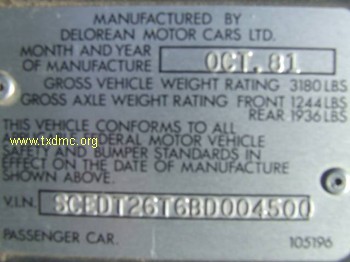 MANUFACTURED BY
DELOREAN MOTOR CARS LTD.
MONTH AND YEAR
OF MANUFACTURE OCT. 81
GROSS VEHICLE WEIGHT RATING 3180 LBS
GROSS AXLE WEIGHT RATING FRONT 1244 LBS
REAR 1936 LBS
THIS VEHICLE CONFORMS TO ALL
FEDERAL MOTOR VEHICLE
www.txdmc.org
AND BUMPER STANDARDS IN
EFFECT ON THE DATE OF MANUFACTURE
SHOWN ABOVE.
V.I.N. SCEDT26T6BD004500
PASSENGER CAR. 105196